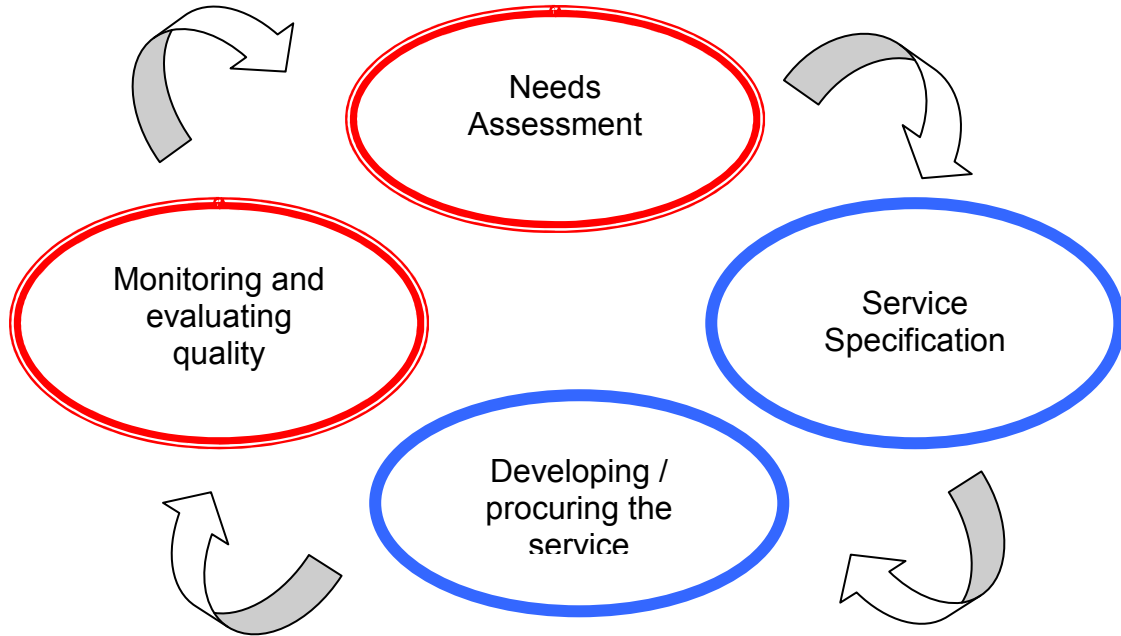 Needs
Assessment
Service
Specification
Developing /
procuring the
service
Monitoring and
evaluating
quality